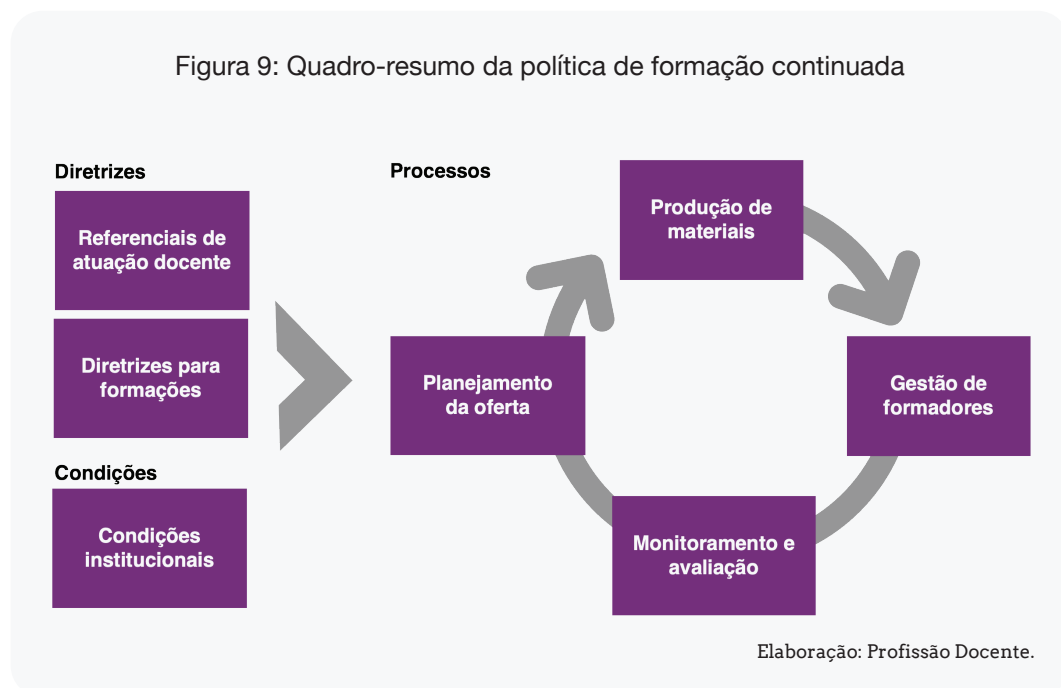 Figura 9: Quadro-resumo da política de formação continuada
Diretrizes
Referenciais de
atuação docente
Diretrizes para
formações
Condições
Condições
institucionais
Processos
Produção de
materiais
Gestão de
formadores
Monitoramento e
avaliação
Planejamento
da oferta
Elaboração: Profissão Docente.